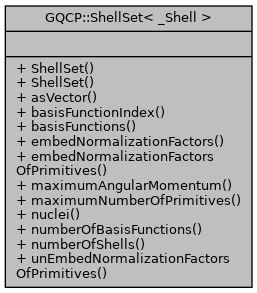 GQCP::ShellSet< _Shell >
+ ShellSet()
+ ShellSet()
+ asVector()
+ basisFunctionIndex()
+ basisFunctions()
+ embedNormalizationFactors()
+ embedNormalizationFactors
OfPrimitives()
+ maximumAngularMomentum()
+ maximumNumberOfPrimitives()
+ nuclei()
+ numberOfBasisFunctions()
+ numberOfShells()
+ unEmbedNormalizationFactors
OfPrimitives()